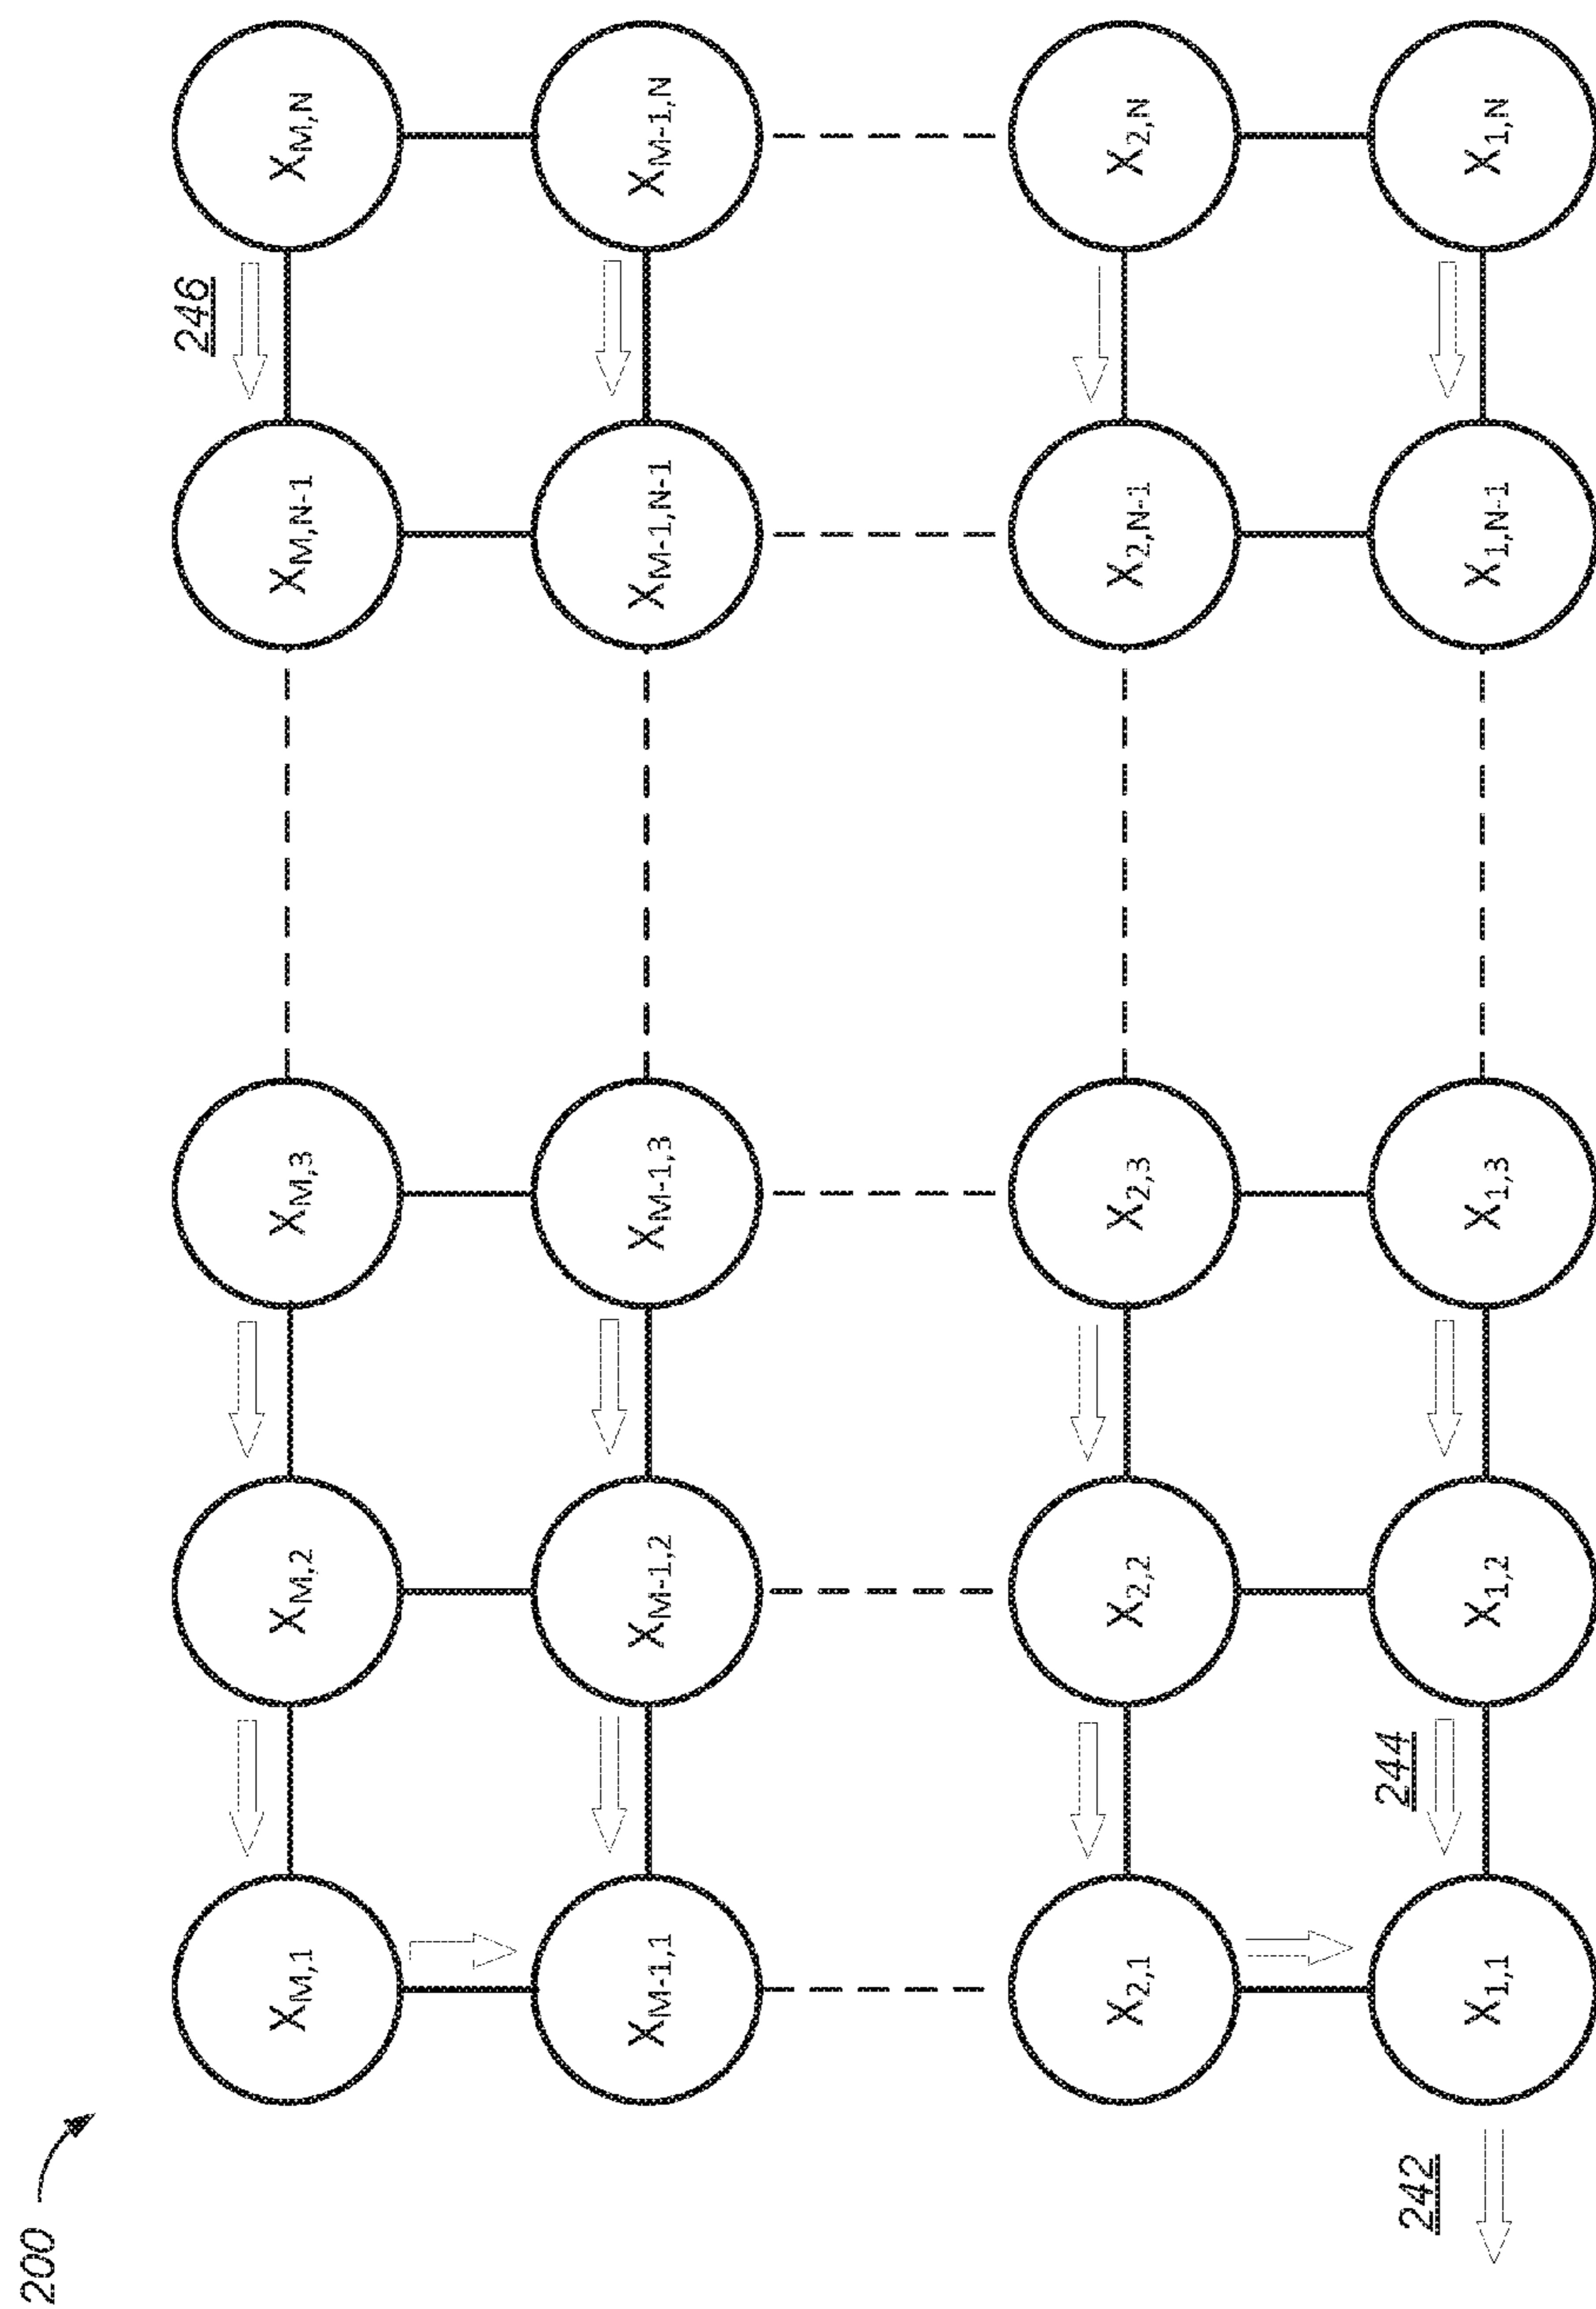 200
246
X_{M,1} X_{M,2} X_{M,3} X_{M,N-1} X_{M,N}
X_{M-1,1} X_{M-1,2} X_{M-1,3} X_{M-1,N-1} X_{M-1,N}
X_{2,1} X_{2,2} X_{2,3} X_{2,N-1} X_{2,N}
242 244
X_{1,1} X_{1,2} X_{1,3} X_{1,N-1} X_{1,N}